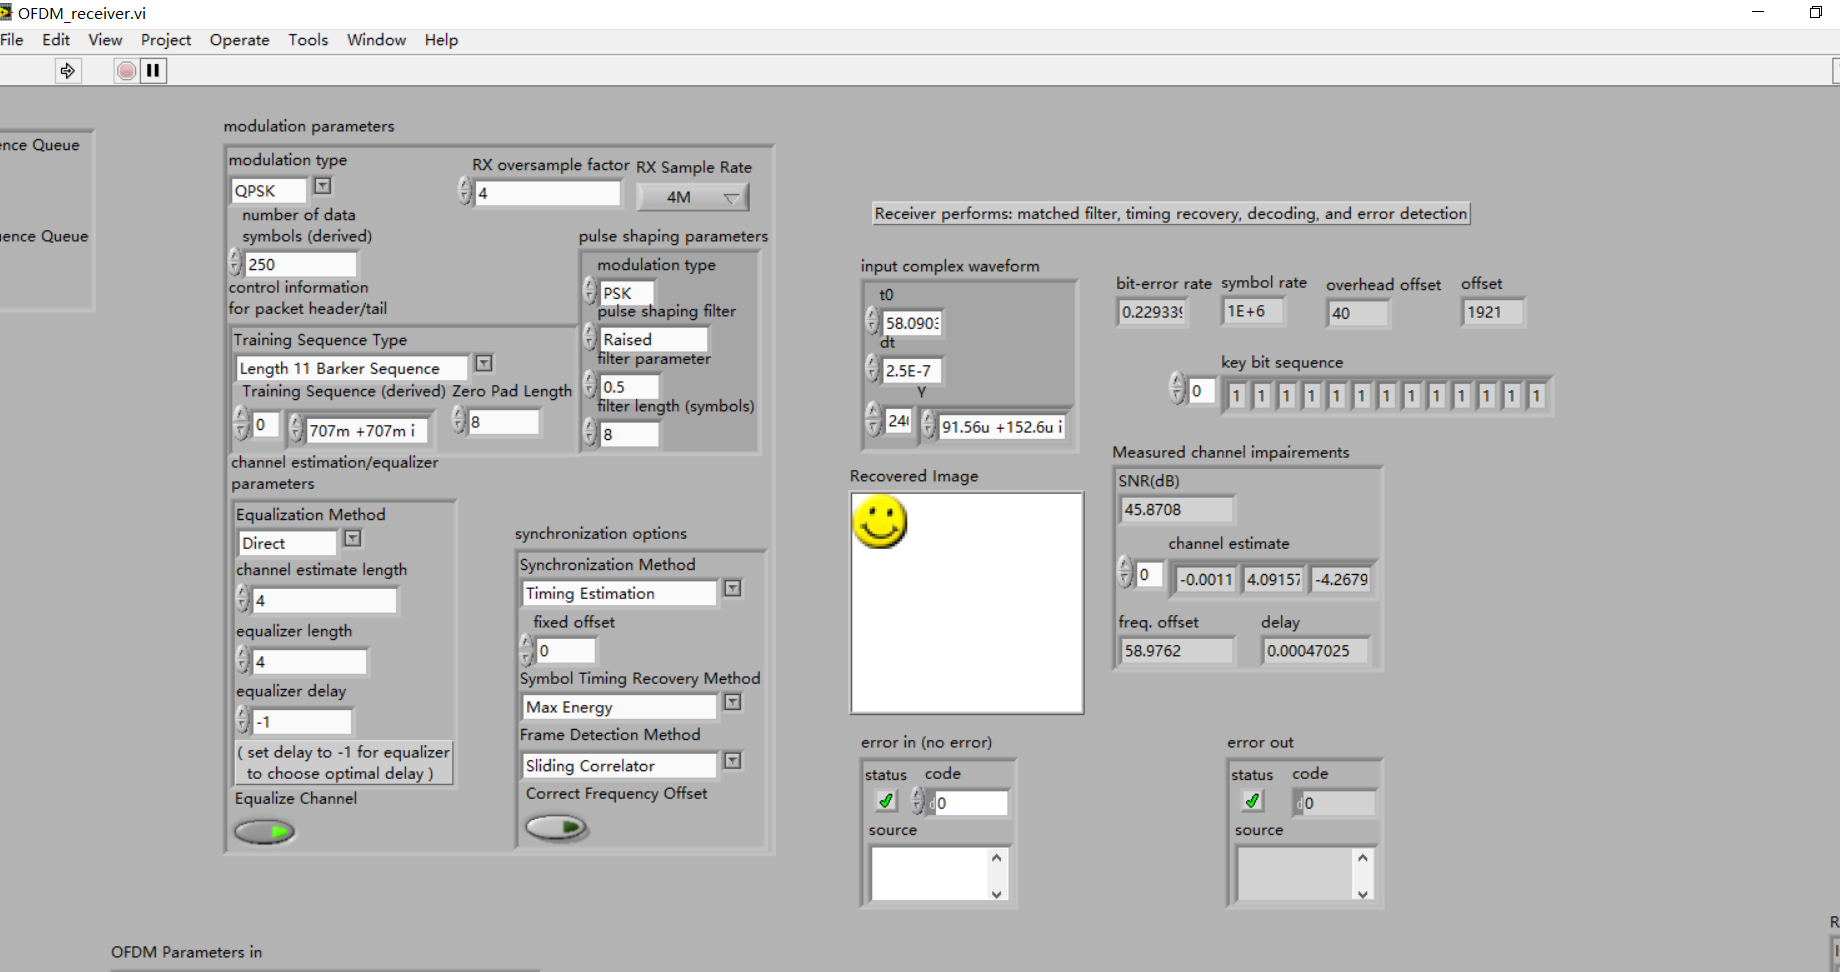 OFDM_receiver.vi
File Edit View Project Operate Tools Window Help
ence Queue
uence Queue
modulation parameters
modulation type
QPSK
RX oversample factor
4
RX Sample Rate
4M
number of data
symbols (derived)
250
control information
for packet header/tail
Training Sequence Type
Length 11 Barker Sequence
Training Sequence (derived)
0
707m +707m i
Zero Pad Length
8
pulse shaping parameters
modulation type
PSK
pulse shaping filter
Raised
filter parameter
0.5
filter length (symbols)
8
channel estimation/equalizer
parameters
Equalization Method
Direct
channel estimate length
4
equalizer length
4
equalizer delay
-1
( set delay to -1 for equalizer
to choose optimal delay )
Equalize Channel
synchronization options
Synchronization Method
Timing Estimation
fixed offset
0
Symbol Timing Recovery Method
Max Energy
Frame Detection Method
Sliding Correlator
Correct Frequency Offset
Receiver performs: matched filter, timing recovery, decoding, and error detection
input complex waveform
t0
58.0903
dt
2.5E-7
Y
240
91.56u +152.6u i
bit-error rate
0.229339
symbol rate
1E+6
overhead offset
40
offset
1921
key bit sequence
0
1 1 1 1 1 1 1 1 1 1 1 1 1
Recovered Image
Measured channel impairements
SNR(dB)
45.8708
channel estimate
0
-0.0011 4.09157 -4.2679
freq. offset
58.9762
delay
0.00047025
error in (no error)
status code
d0
source
error out
status code
d0
source
OFDM Parameters in
R